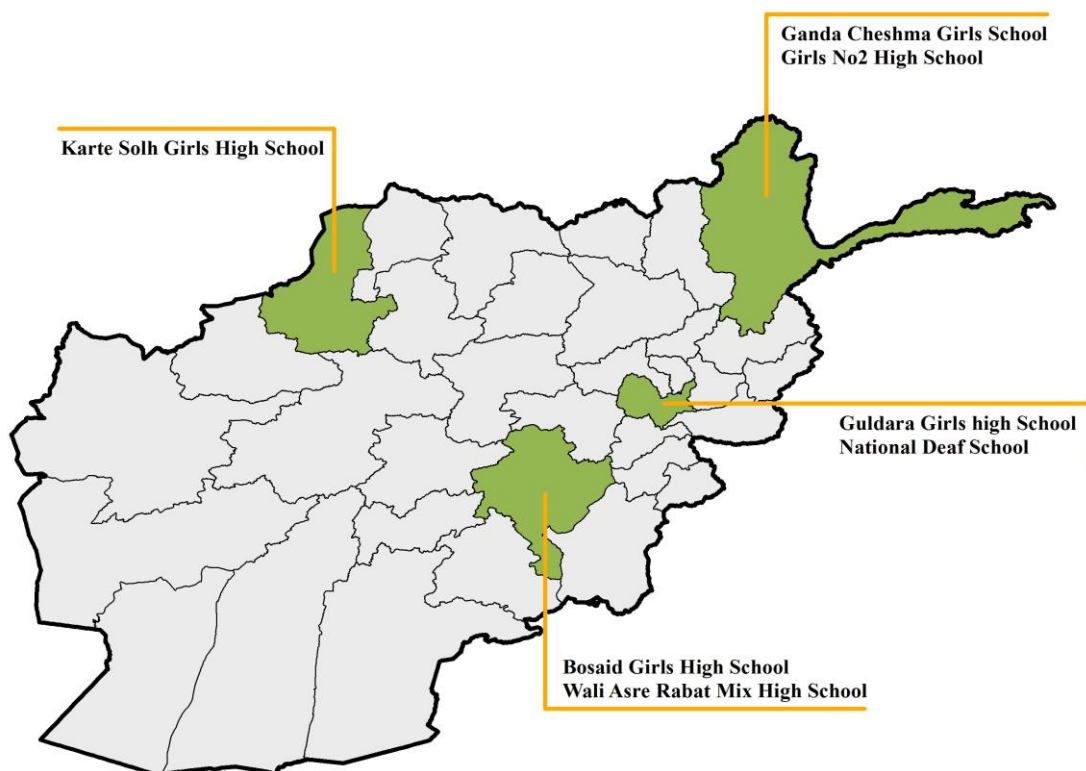 Ganda Cheshma Girls School
Girls No2 High School
Karte Solh Girls High School
Guldara Girls high School
National Deaf School
Bosaid Girls High School
Wali Asre Rabat Mix High School